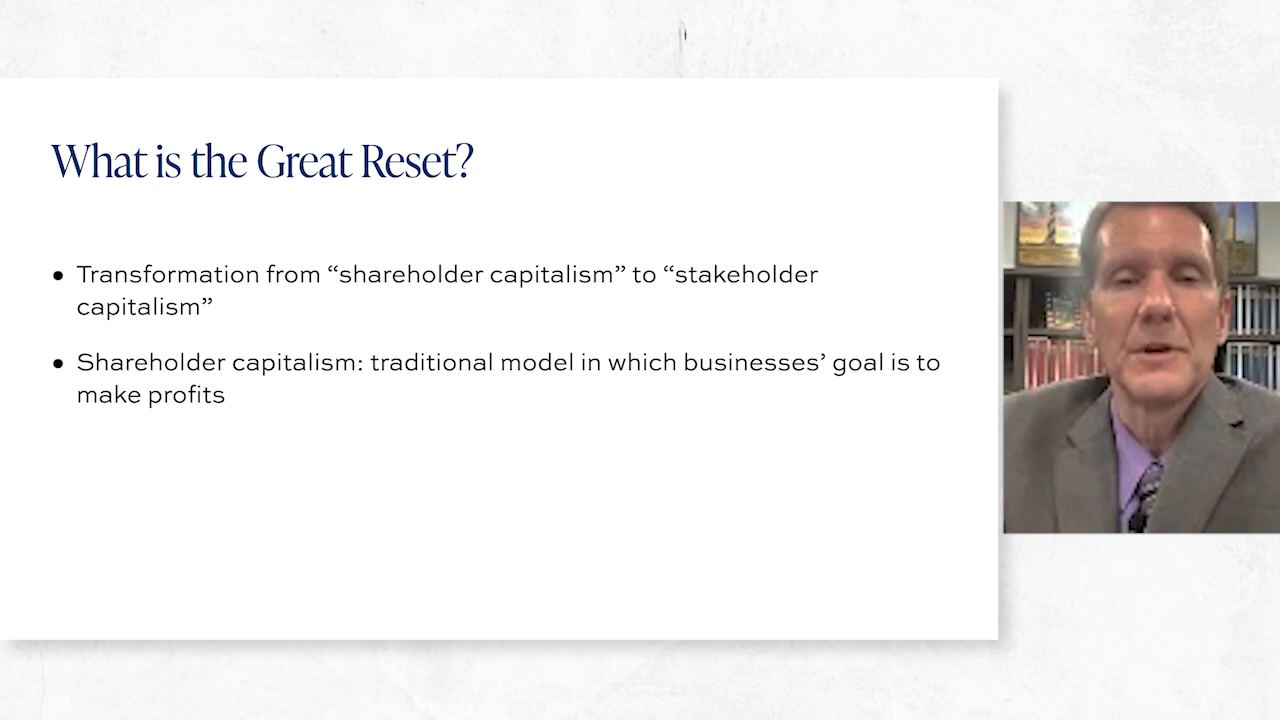 What is the Great Reset?
● Transformation from “shareholder capitalism” to “stakeholder
capitalism”
● Shareholder capitalism: traditional model in which businesses’ goal is to
make profits